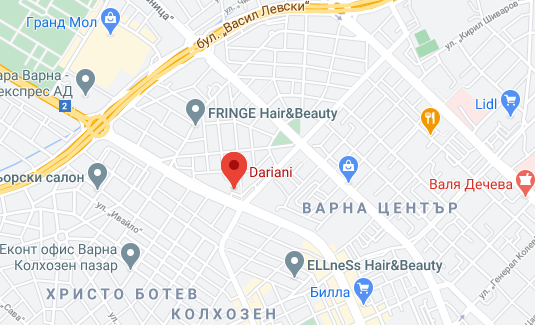 Гранд Мол
бул. „Васил Левски“
ул. „Кирил Шиваров
ара Варна -
експрес АД
2
FRINGE Hair&Beauty
Lidl
Dariani
ьорски салон
Валя Дечева
ул. „Ивайло“
ВАРНА ЦЕНТЪР
Еконт офис Варна
Колхозен пазар
ELLneSs Hair&Beauty
ул. „Генерал Колев
Билла
ХРИСТО БОТЕВ
КОЛХОЗЕН
„Сава“